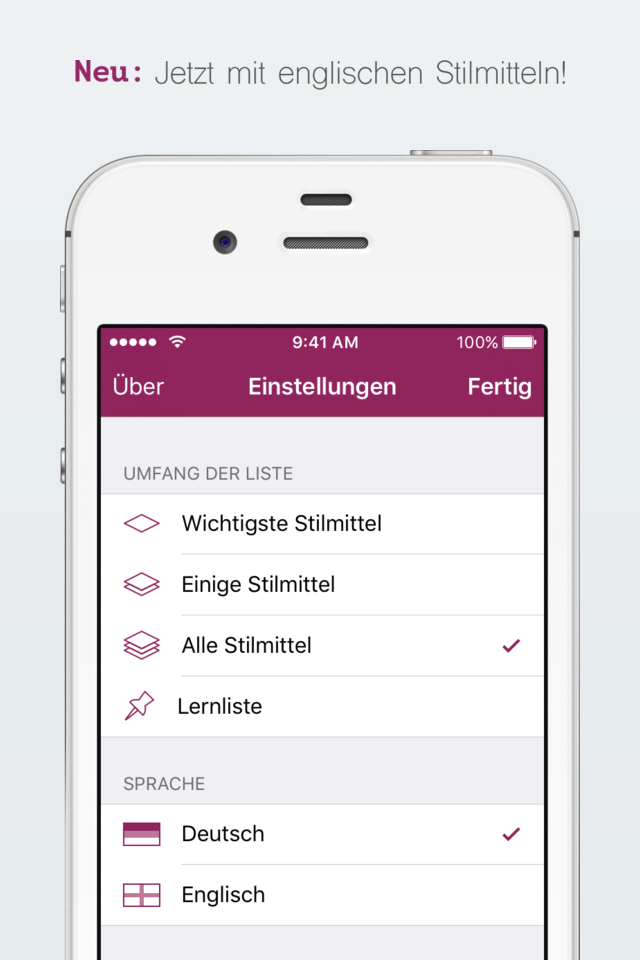 Neu: Jetzt mit englischen Stilmitteln!
9:41 AM 100%
Über Einstellungen Fertig
UMFANG DER LISTE
Wichtigste Stilmittel
Einige Stilmittel
Alle Stilmittel
Lernliste
SPRACHE
Deutsch
Englisch